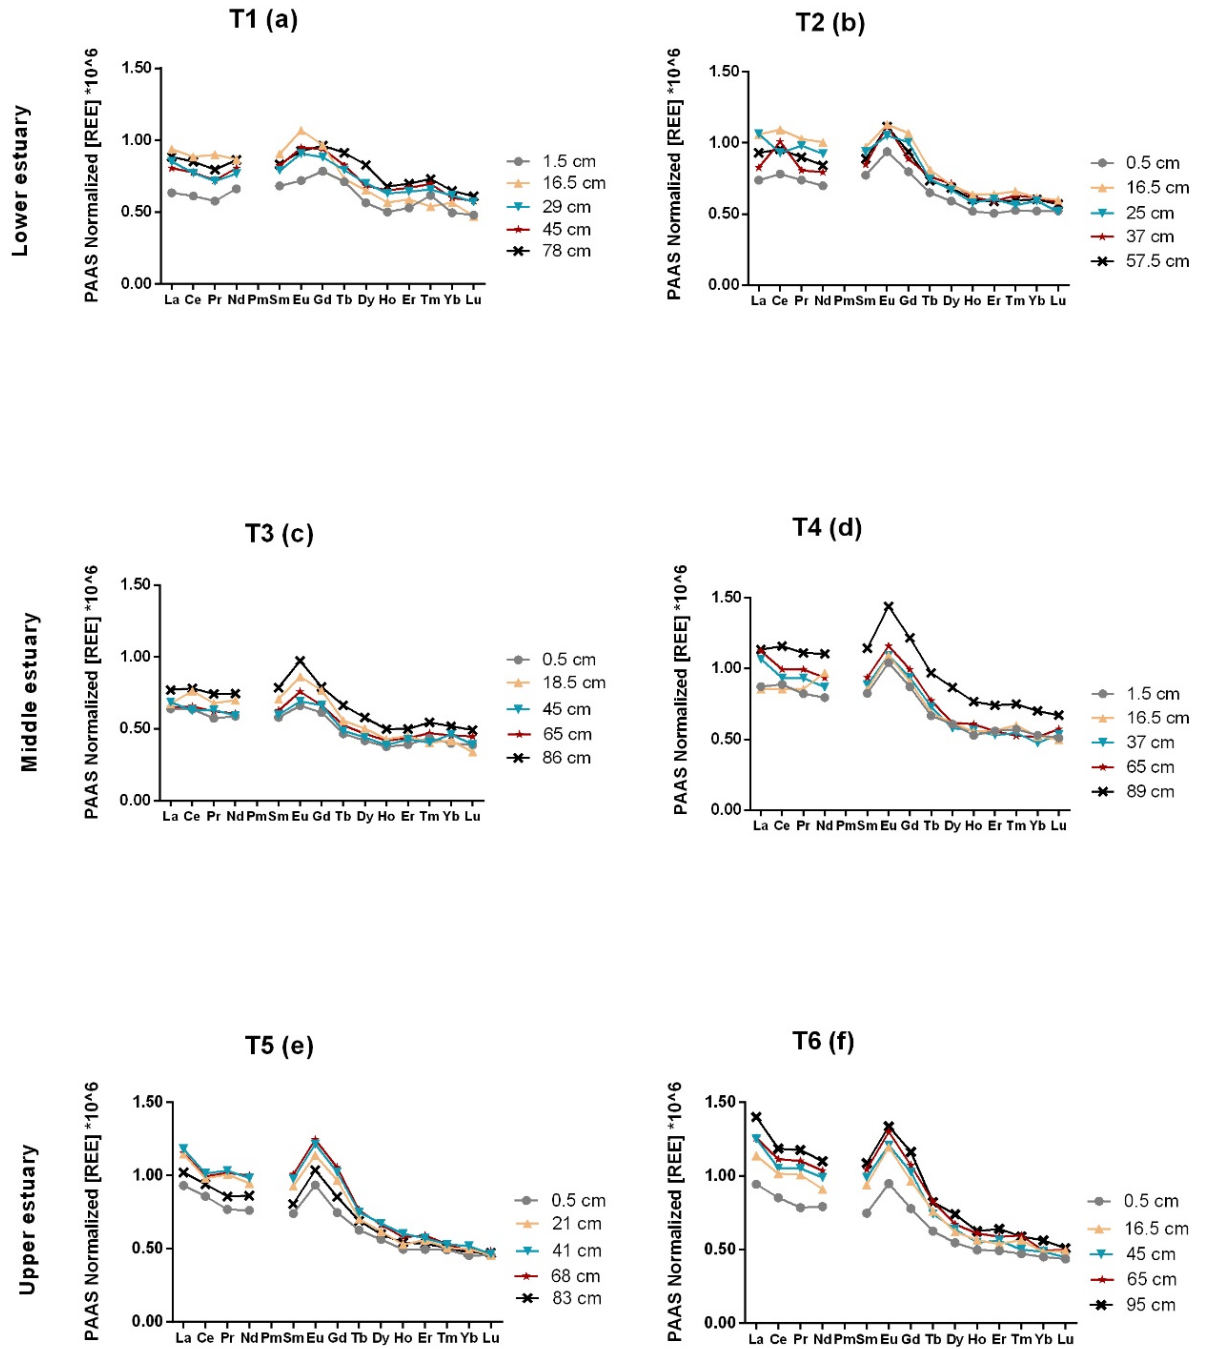 T1 (a)
Lower estuary
PAAS Normalized [REE] *10^6
1.50
1.00
0.50
0.00
La Ce Pr Nd Pm Sm Eu Gd Tb Dy Ho Er Tm Yb Lu
1.5 cm
16.5 cm
29 cm
45 cm
78 cm
T2 (b)
PAAS Normalized [REE] *10^6
1.50
1.00
0.50
0.00
La Ce Pr Nd Pm Sm Eu Gd Tb Dy Ho Er Tm Yb Lu
0.5 cm
16.5 cm
25 cm
37 cm
57.5 cm
T3 (c)
Middle estuary
PAAS Normalized [REE] *10^6
1.50
1.00
0.50
0.00
La Ce Pr Nd Pm Sm Eu Gd Tb Dy Ho Er Tm Yb Lu
0.5 cm
18.5 cm
45 cm
65 cm
86 cm
T4 (d)
PAAS Normalized [REE] *10^6
1.50
1.00
0.50
0.00
La Ce Pr Nd Pm Sm Eu Gd Tb Dy Ho Er Tm Yb Lu
1.5 cm
16.5 cm
37 cm
65 cm
89 cm
T5 (e)
Upper estuary
PAAS Normalized [REE] *10^6
1.50
1.00
0.50
0.00
La Ce Pr Nd Pm Sm Eu Gd Tb Dy Ho Er Tm Yb Lu
0.5 cm
21 cm
41 cm
68 cm
83 cm
T6 (f)
PAAS Normalized [REE] *10^6
1.50
1.00
0.50
0.00
La Ce Pr Nd Pm Sm Eu Gd Tb Dy Ho Er Tm Yb Lu
0.5 cm
16.5 cm
45 cm
65 cm
95 cm